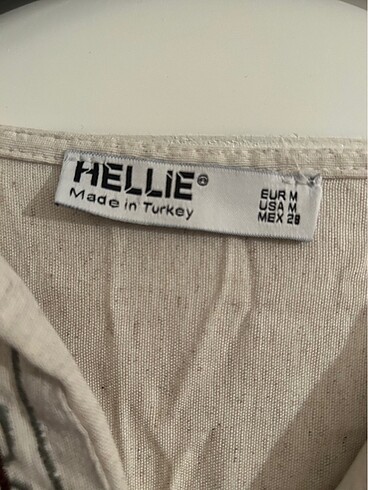 HELLIE®
Made in Turkey
EUR M
USA M
MEX 28